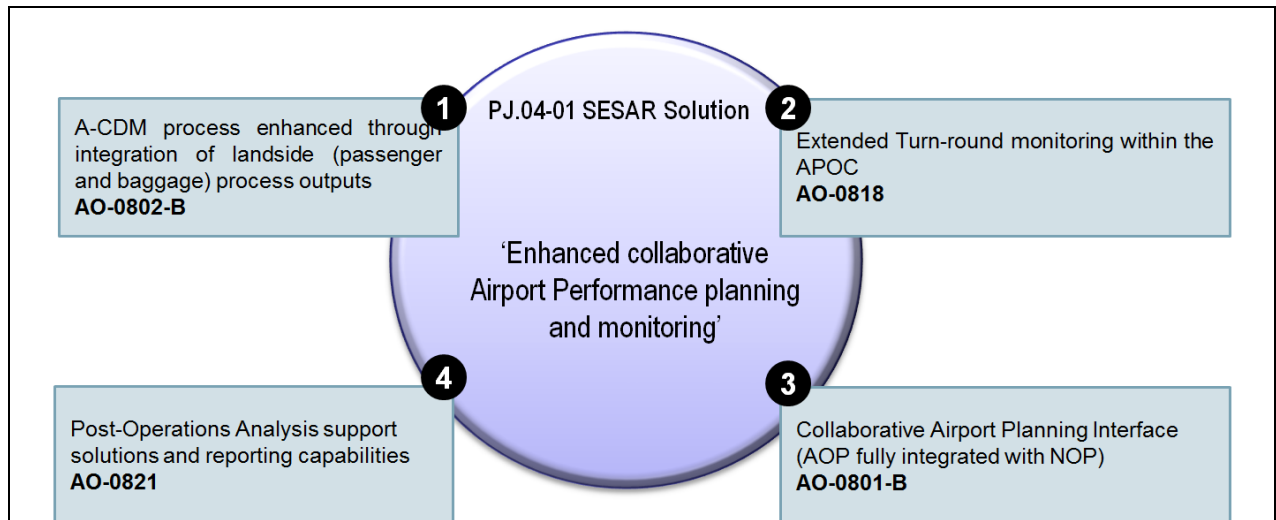 PJ.04-01 SESAR Solution
'Enhanced collaborative
Airport Performance planning
and monitoring'
1
A-CDM process enhanced through
integration of landside (passenger
and baggage) process outputs
AO-0802-B
2
Extended Turn-round monitoring within the
APOC
AO-0818
3
Collaborative Airport Planning Interface
(AOP fully integrated with NOP)
AO-0801-B
4
Post-Operations Analysis support
solutions and reporting capabilities
AO-0821